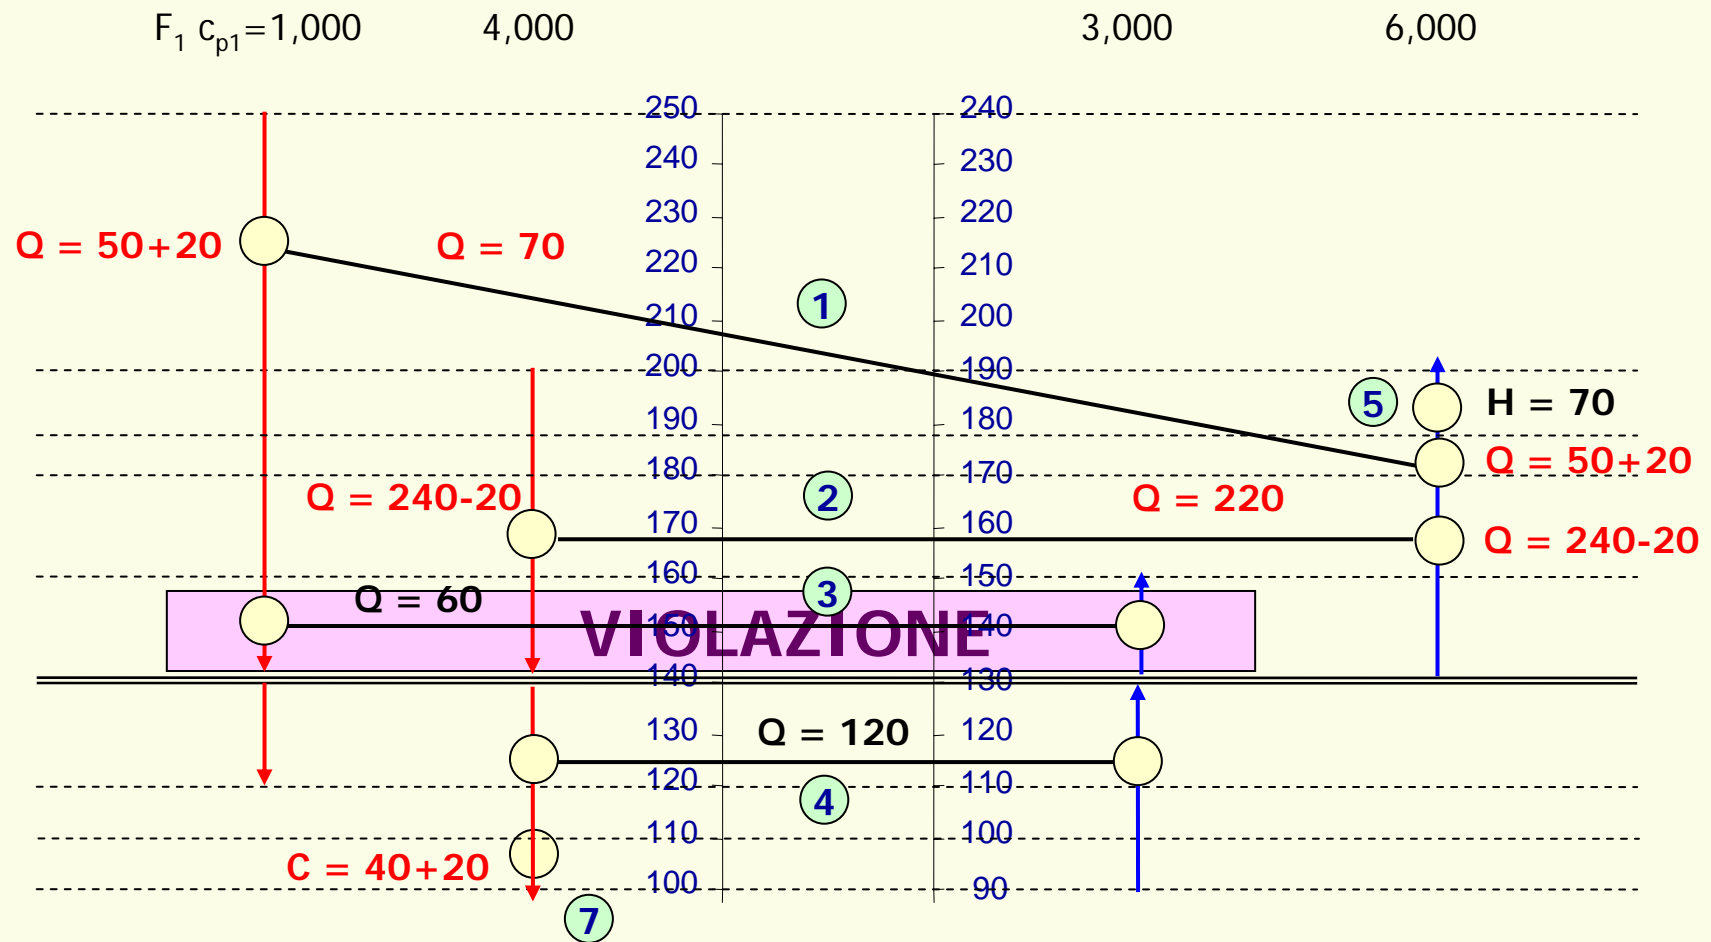 F1 cp1=1,000 4,000 3,000 6,000
250 240
240 230
230 220
Q = 50+20 Q = 70
220 210
1
210 200
200 190
5 H = 70
190 180
180 170 Q = 50+20
Q = 240-20 2 Q = 220
170 160
Q = 240-20
160 150
Q = 60 3
VIOLAZIONE
150 140
140 130
130 Q = 120 120
120 110
4
110 100
C = 40+20
100 90
7